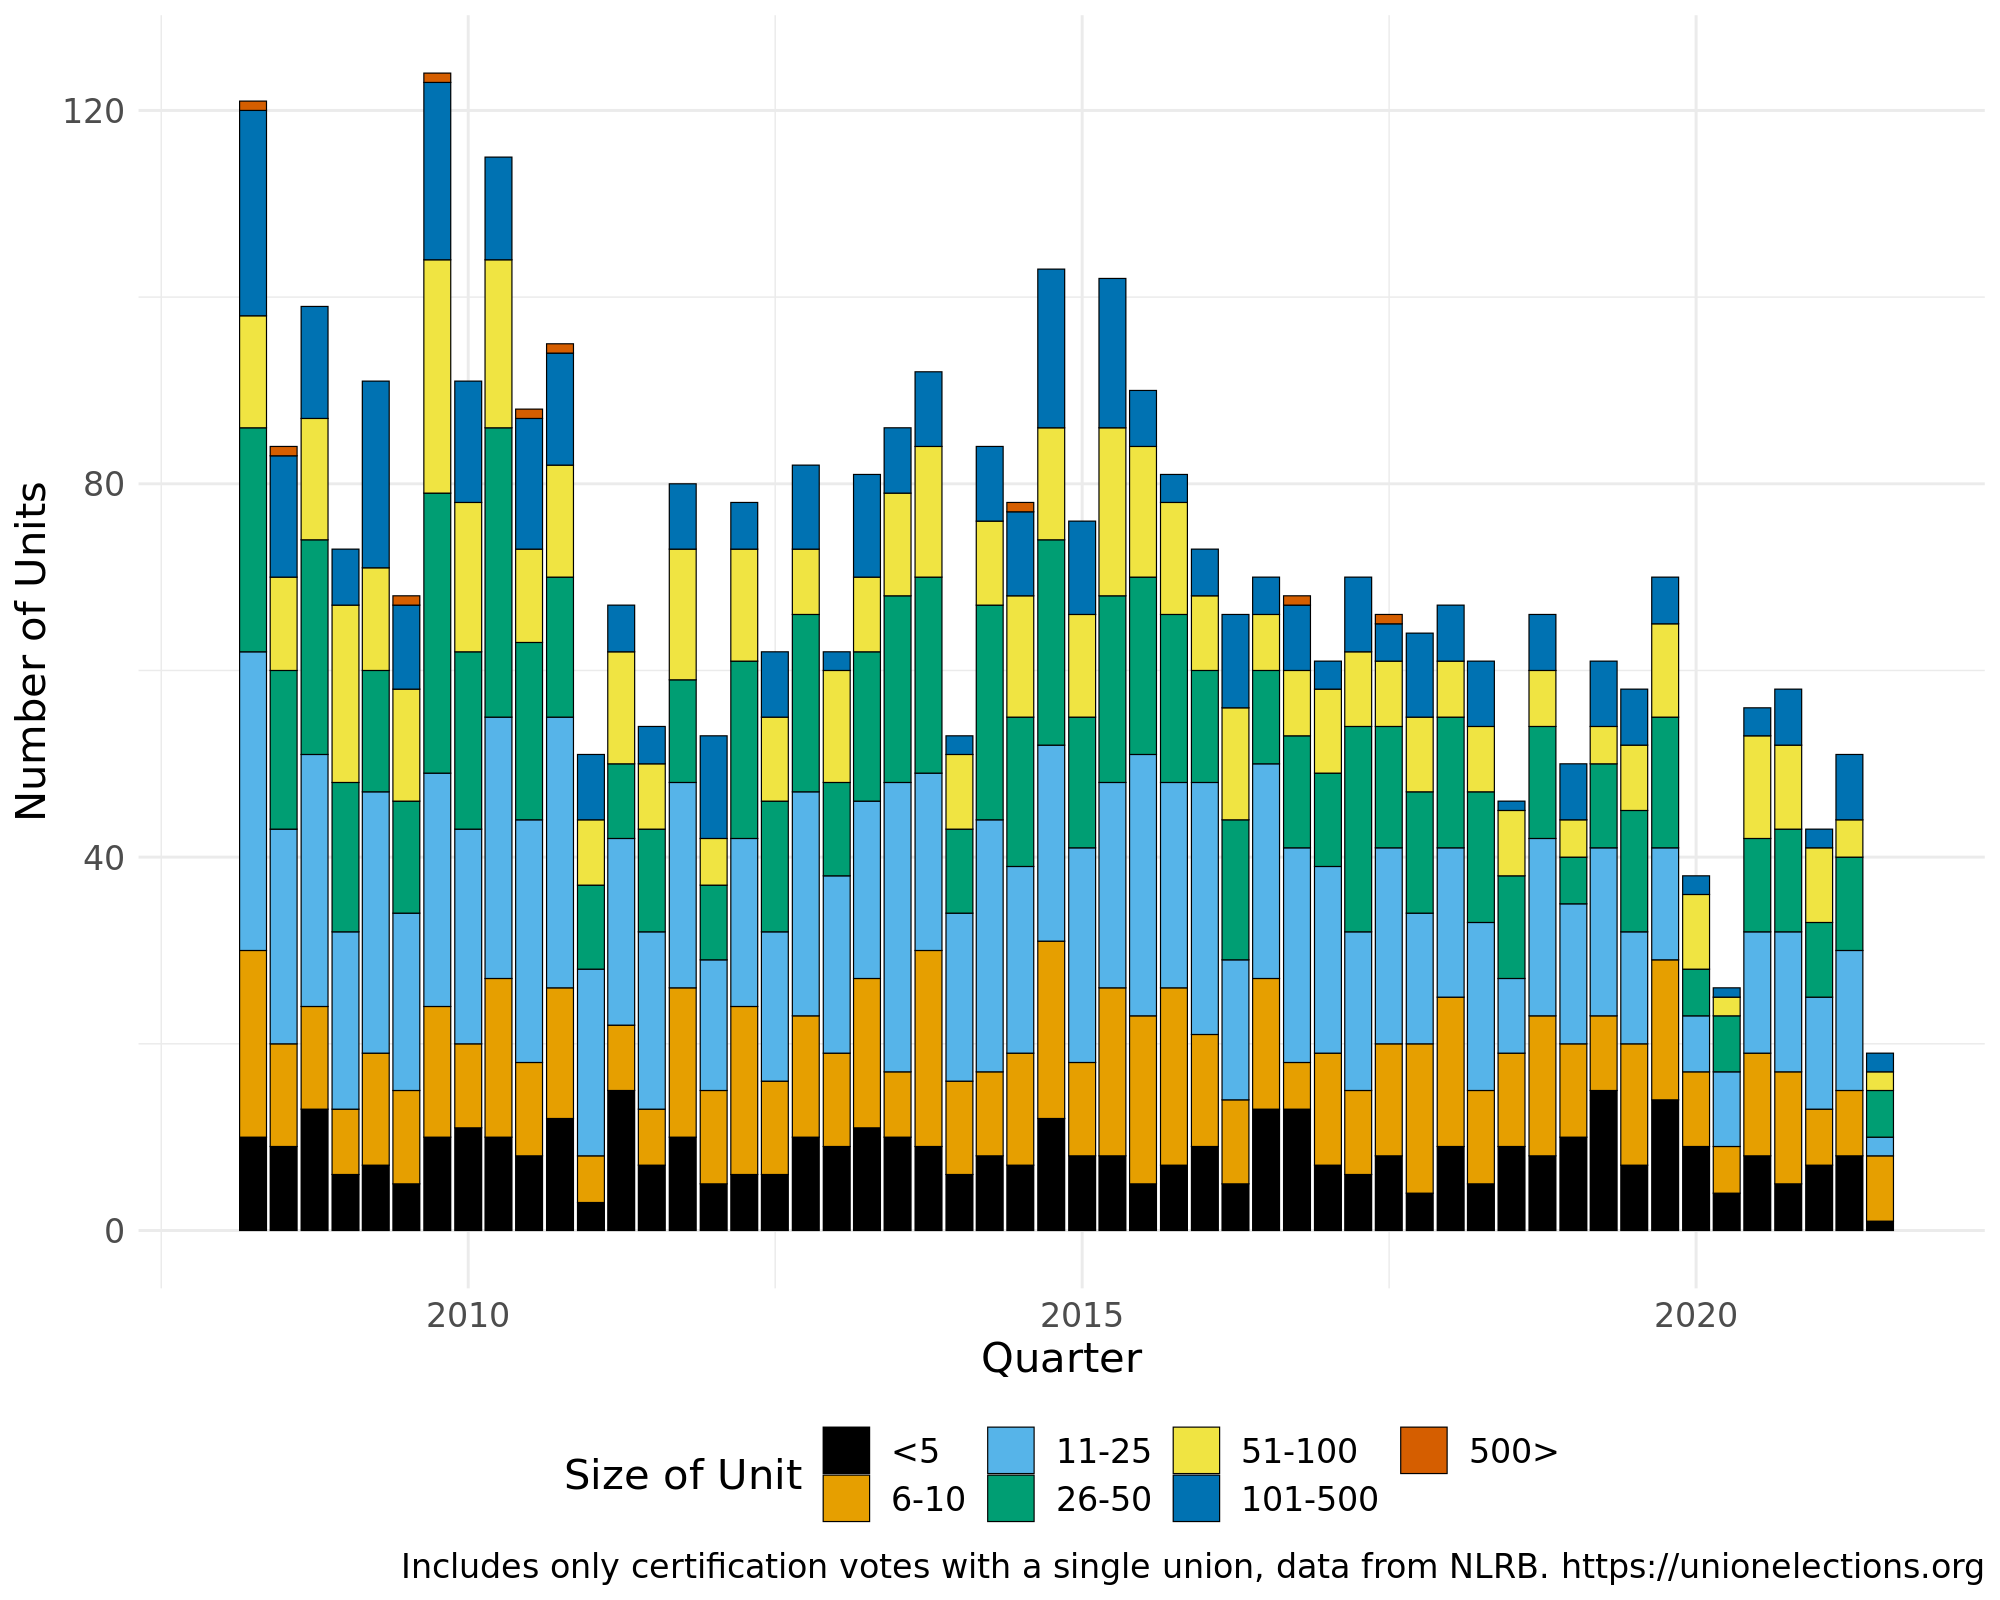 120
80
40
0
Number of Units
2010 2015 2020
Quarter
Size of Unit
<5 11-25 51-100 500>
6-10 26-50 101-500
Includes only certification votes with a single union, data from NLRB. https://unionelections.org